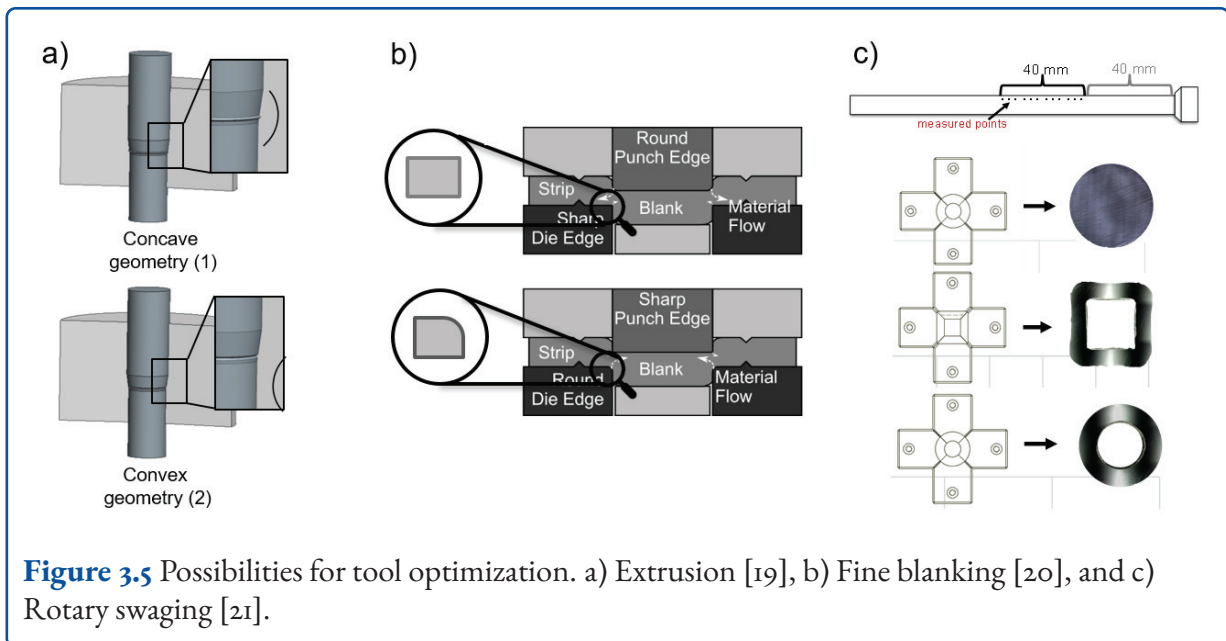 a)
Concave
geometry (1)
Convex
geometry (2)
b)
Round
Punch Edge
Strip
Blank
Sharp
Die Edge
Material
Flow
Sharp
Punch Edge
Strip
Blank
Round
Die Edge
Material
Flow
c)
40 mm
40 mm
measured points
Figure 3.5 Possibilities for tool optimization. a) Extrusion [19], b) Fine blanking [20], and c)
Rotary swaging [21].